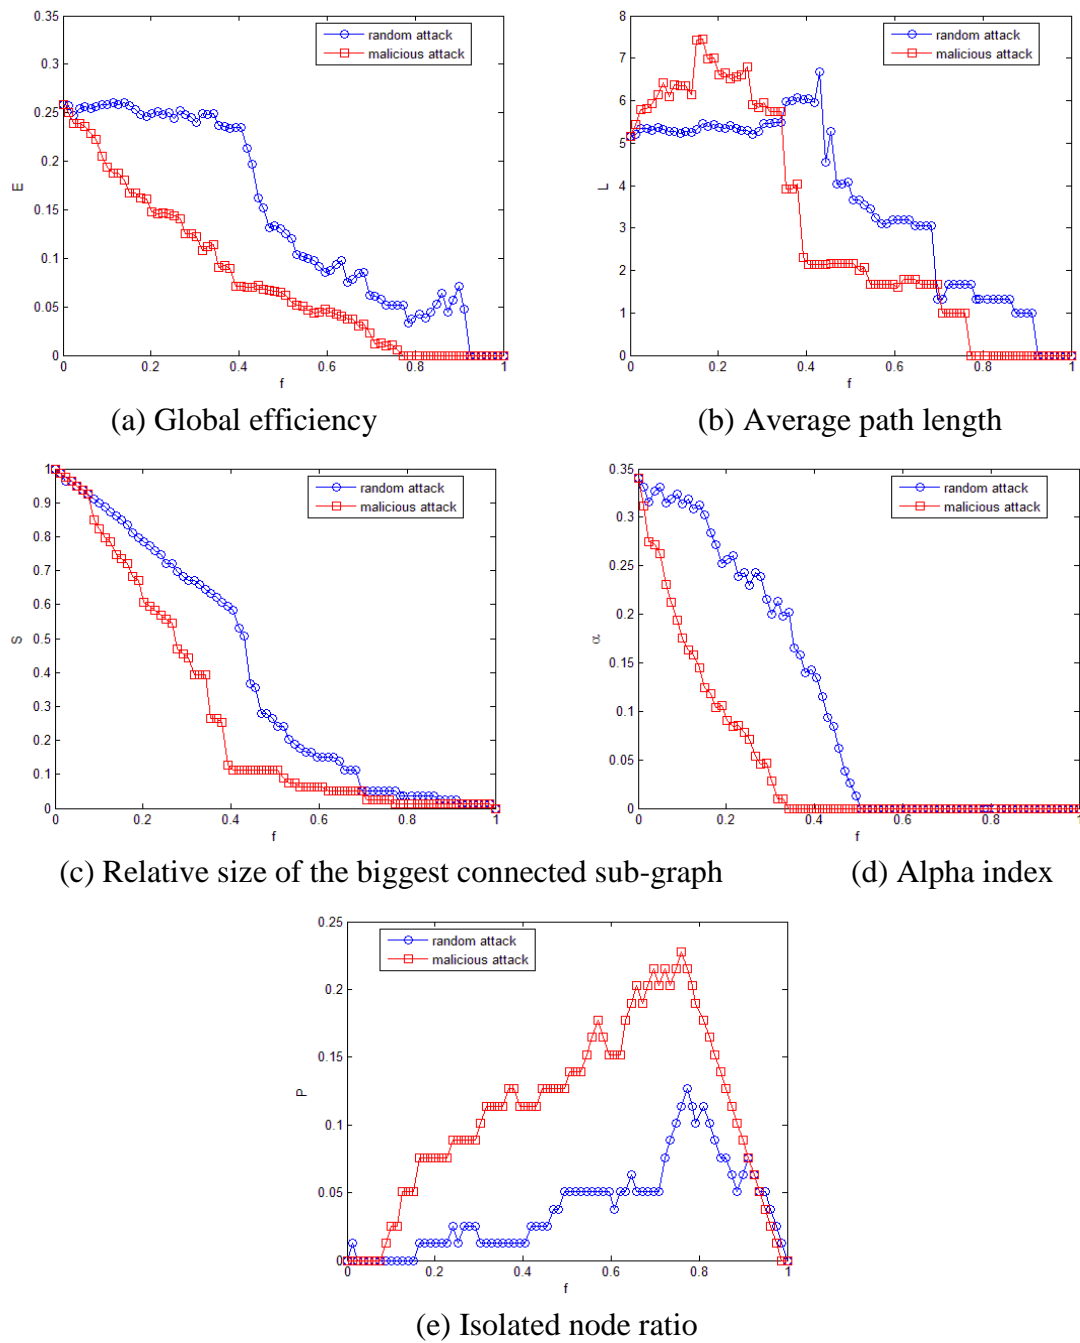 0.35
0.3
0.25
0.2
0.15
0.1
0.05
0
E
0 0.2 0.4 0.6 0.8 1
f
random attack
malicious attack
(a) Global efficiency
8
7
6
5
4
3
2
1
0
L
0 0.2 0.4 0.6 0.8 1
f
random attack
malicious attack
(b) Average path length
1
0.9
0.8
0.7
0.6
0.5
0.4
0.3
0.2
0.1
0
S
0 0.2 0.4 0.6 0.8 1
f
random attack
malicious attack
(c) Relative size of the biggest connected sub-graph
0.35
0.3
0.25
0.2
0.15
0.1
0.05
0
α
0 0.2 0.4 0.6 0.8 1
f
random attack
malicious attack
(d) Alpha index
0.25
0.2
0.15
0.1
0.05
0
P
0 0.2 0.4 0.6 0.8 1
f
random attack
malicious attack
(e) Isolated node ratio